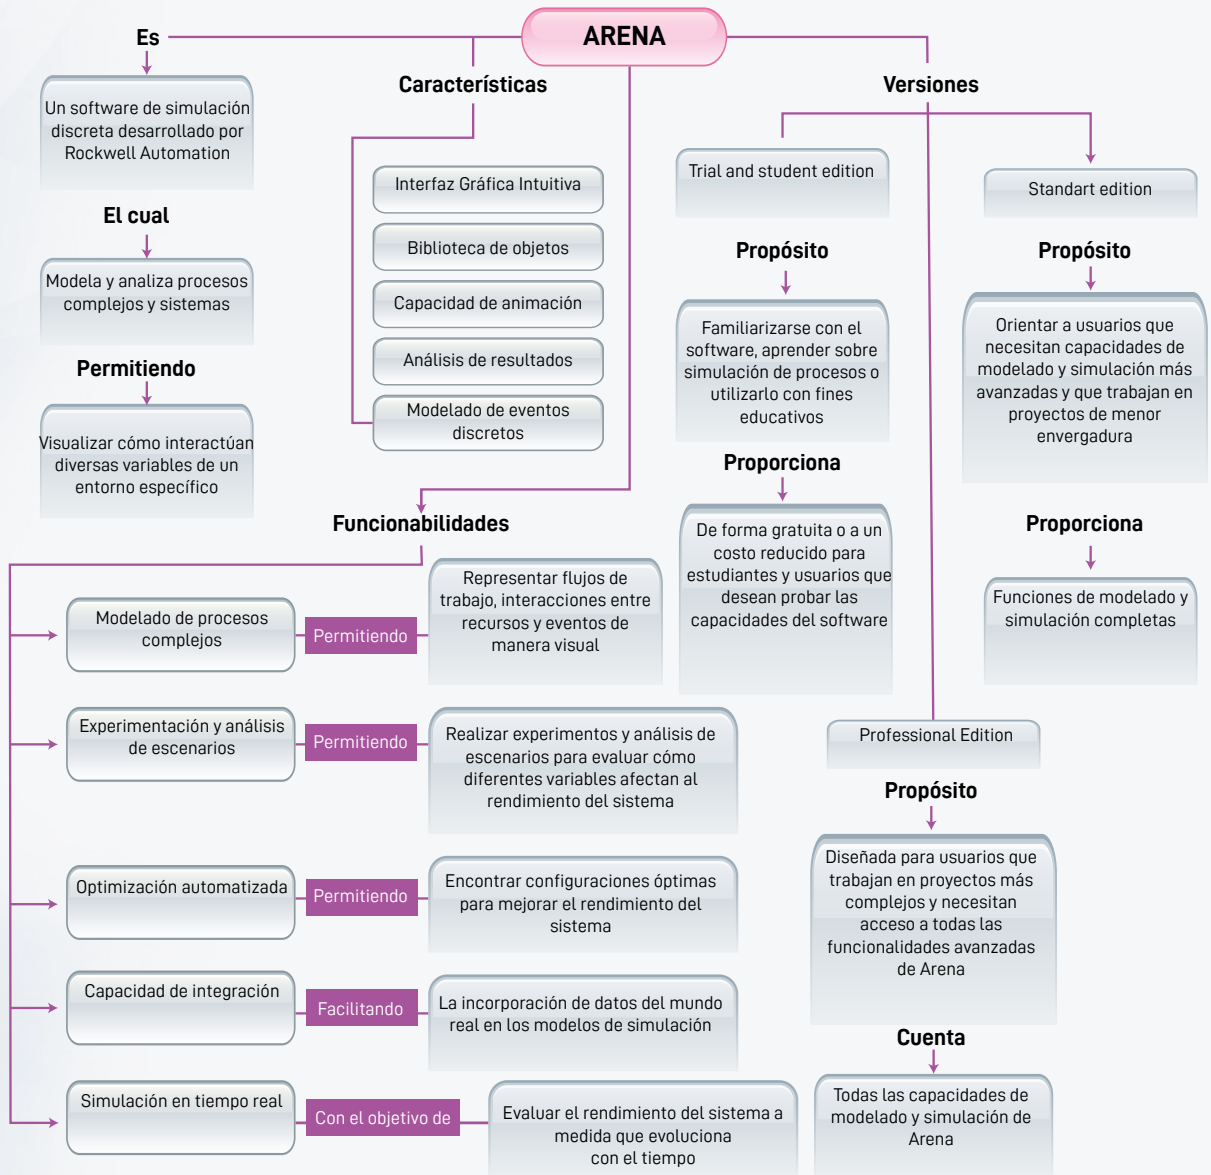 ARENA
Es
Un software de simulación
discreta desarrollado por
Rockwell Automation
El cual
Modela y analiza procesos
complejos y sistemas
Permitiendo
Visualizar cómo interactúan
diversas variables de un
entorno específico
Características
Interfaz Gráfica Intuitiva
Biblioteca de objetos
Capacidad de animación
Análisis de resultados
Modelado de eventos
discretos
Versiones
Trial and student edition
Propósito
Familiarizarse con el
software, aprender sobre
simulación de procesos o
utilizarlo con fines
educativos
Proporciona
De forma gratuita o a un
costo reducido para
estudiantes y usuarios que
desean probar las
capacidades del software
Standart edition
Propósito
Orientar a usuarios que
necesitan capacidades de
modelado y simulación más
avanzadas y que trabajan en
proyectos de menor
envergadura
Proporciona
Funciones de modelado y
simulación completas
Professional Edition
Propósito
Diseñada para usuarios que
trabajan en proyectos más
complejos y necesitan
acceso a todas las
funcionalidades avanzadas
de Arena
Cuenta
Todas las capacidades de
modelado y simulación de
Arena
Funcionabilidades
Modelado de procesos
complejos
Permitiendo
Representar flujos de
trabajo, interacciones entre
recursos y eventos de
manera visual
Experimentación y análisis
de escenarios
Permitiendo
Realizar experimentos y análisis de
escenarios para evaluar cómo
diferentes variables afectan al
rendimiento del sistema
Optimización automatizada
Permitiendo
Encontrar configuraciones óptimas
para mejorar el rendimiento del
sistema
Capacidad de integración
Facilitando
La incorporación de datos del mundo
real en los modelos de simulación
Simulación en tiempo real
Con el objetivo de
Evaluar el rendimiento del sistema a
medida que evoluciona
con el tiempo